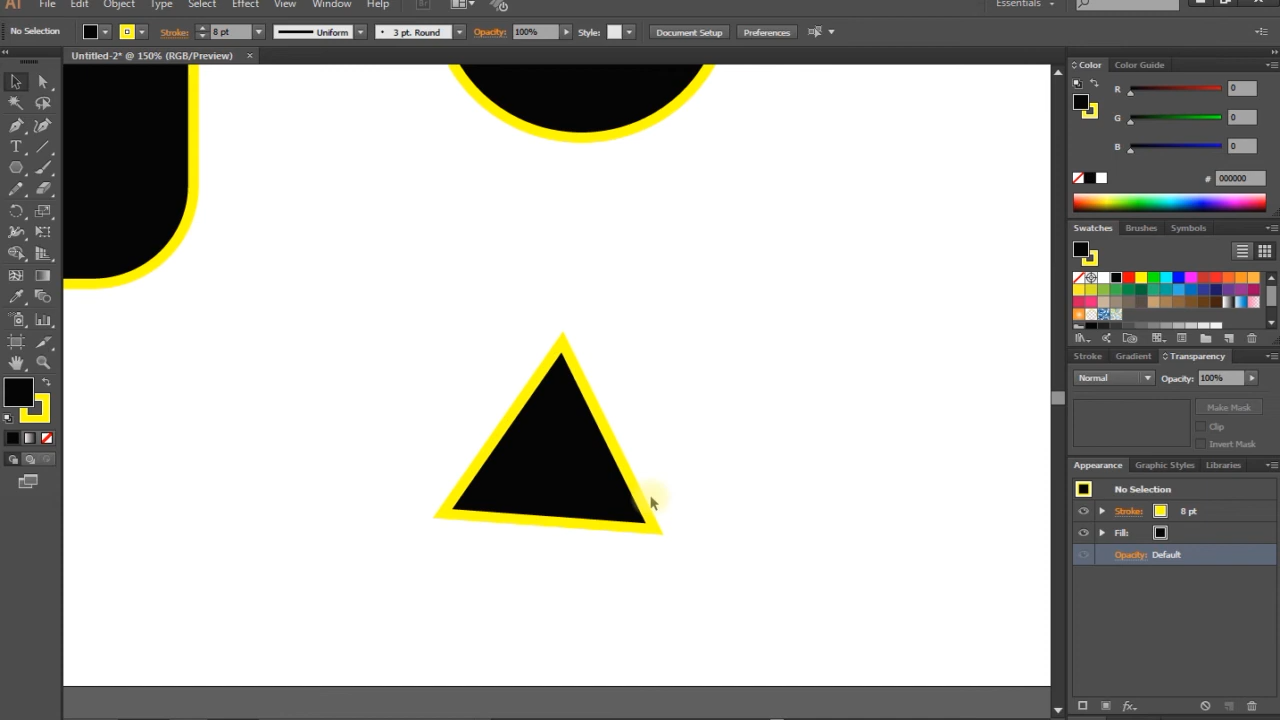 Ai File Edit Object Type Select Effect View Window Help Essentials
No Selection Stroke: 8 pt Uniform 3 pt. Round Opacity: 100% Style: Document Setup Preferences
Untitled-2* @ 150% (RGB/Preview) ×
Color Color Guide
R 0
G 0
B 0
# 000000
Swatches Brushes Symbols
Stroke Gradient Transparency
Normal Opacity: 100%
Make Mask
Clip
Invert Mask
Appearance Graphic Styles Libraries
No Selection
Stroke: 8 pt
Fill:
Opacity: Default
fx